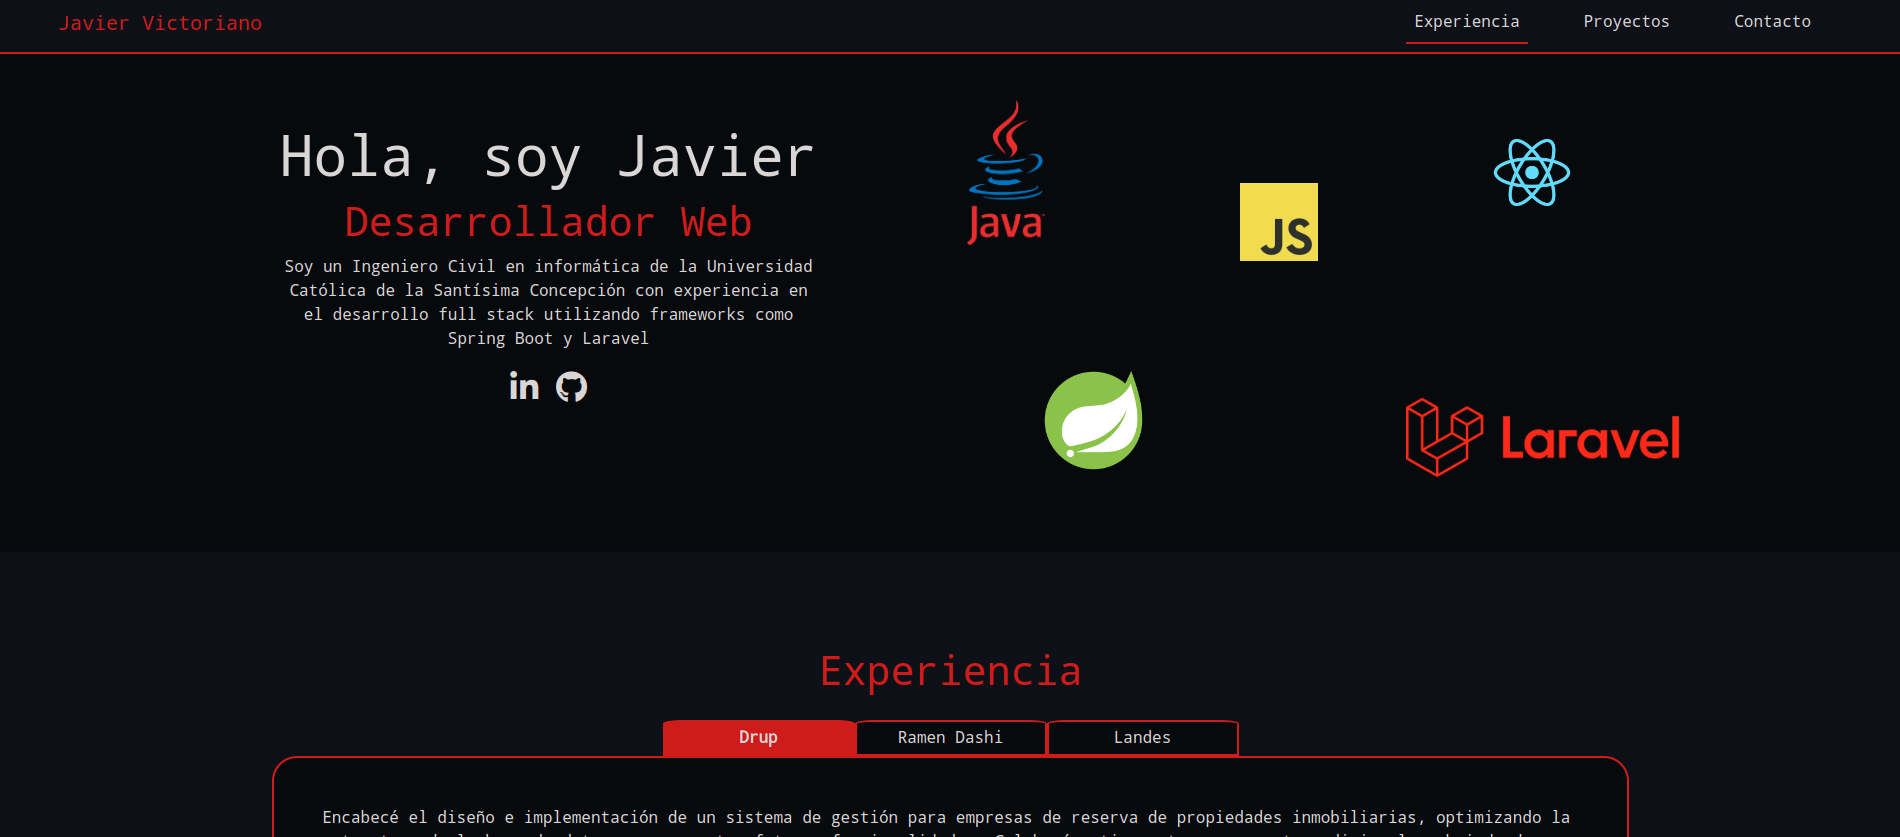 Javier Victoriano
Experiencia
Proyectos
Contacto
Hola, soy Javier
Desarrollador Web
Soy un Ingeniero Civil en informática de la Universidad
Católica de la Santísima Concepción con experiencia en
el desarrollo full stack utilizando frameworks como
Spring Boot y Laravel
in
Java
JS
Laravel
Experiencia
Drup
Ramen Dashi
Landes
Encabecé el diseño e implementación de un sistema de gestión para empresas de reserva de propiedades inmobiliarias, optimizando la